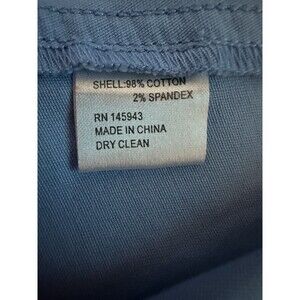 SHELL:98% COTTON
2% SPANDEX
RN 145943
MADE IN CHINA
DRY CLEAN